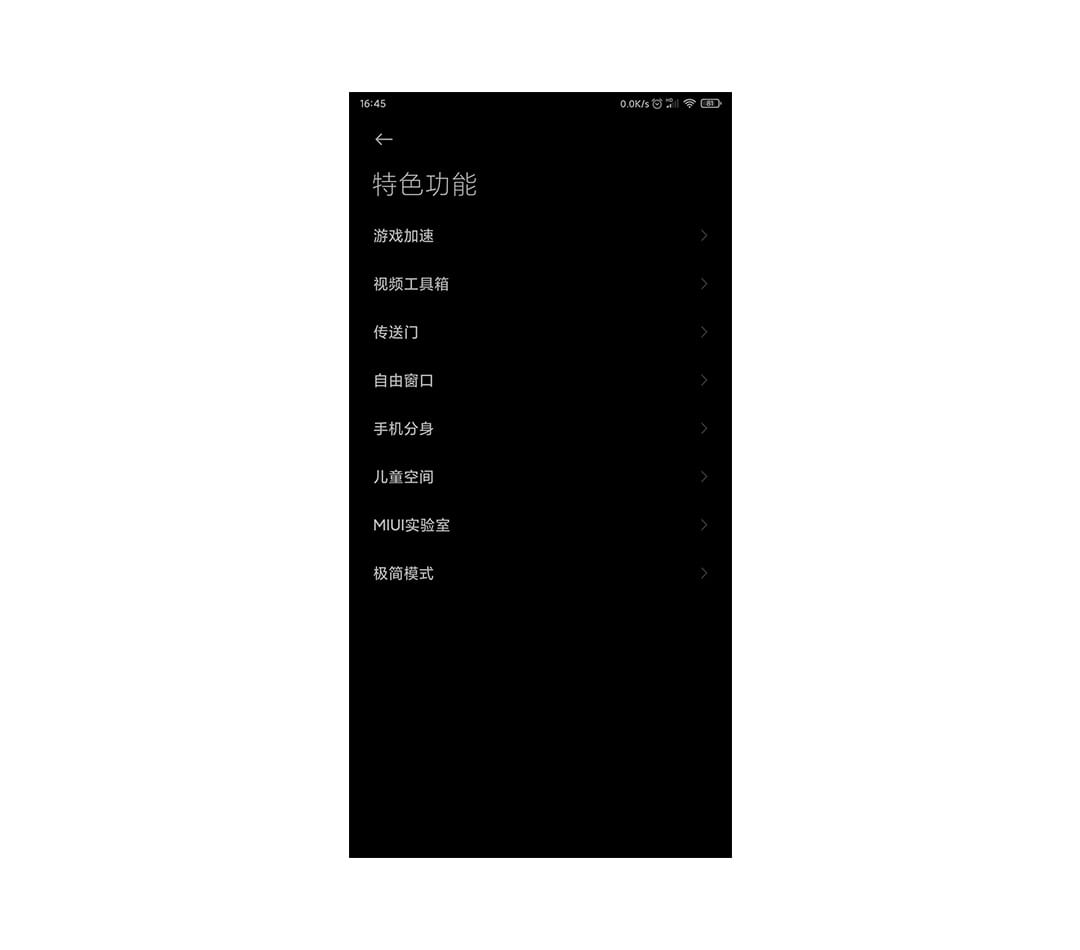 16:45
0.0K/s HD 81
特色功能
游戏加速
视频工具箱
传送门
自由窗口
手机分身
儿童空间
MIUI实验室
极简模式